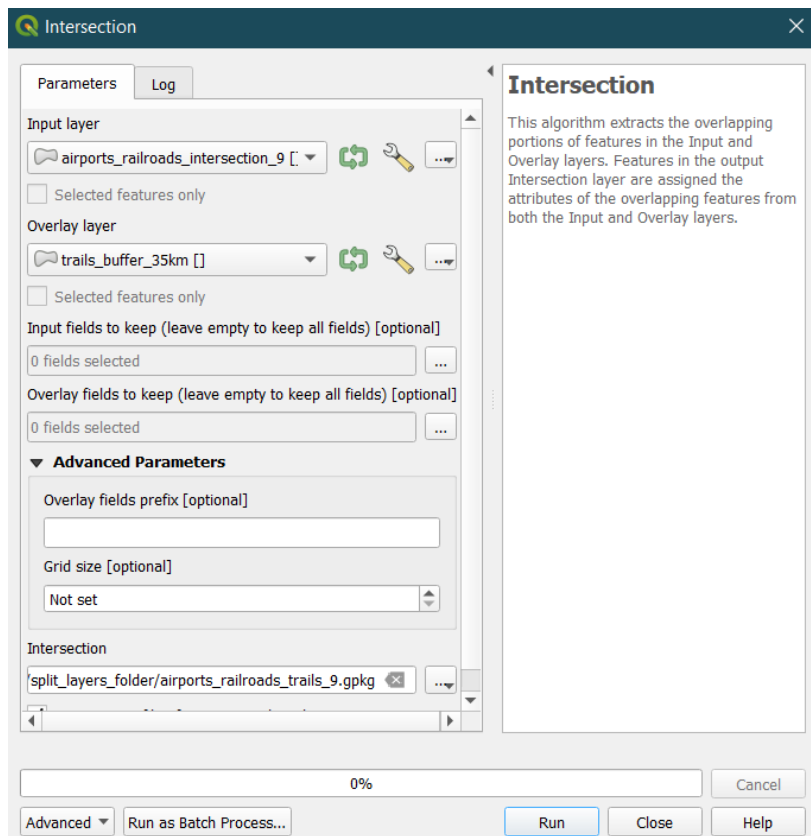 Intersection
Parameters
Log
Input layer
airports_railroads_intersection_9 []
...
Selected features only
Overlay layer
trails_buffer_35km []
...
Selected features only
Input fields to keep (leave empty to keep all fields) [optional]
0 fields selected
...
Overlay fields to keep (leave empty to keep all fields) [optional]
0 fields selected
...
Advanced Parameters
Overlay fields prefix [optional]
Grid size [optional]
Not set
Intersection
/split_layers_folder/airports_railroads_trails_9.gpkg
...
Intersection
This algorithm extracts the overlapping
portions of features in the Input and
Overlay layers. Features in the output
Intersection layer are assigned the
attributes of the overlapping features from
both the Input and Overlay layers.
0%
Cancel
Advanced
Run as Batch Process...
Run
Close
Help